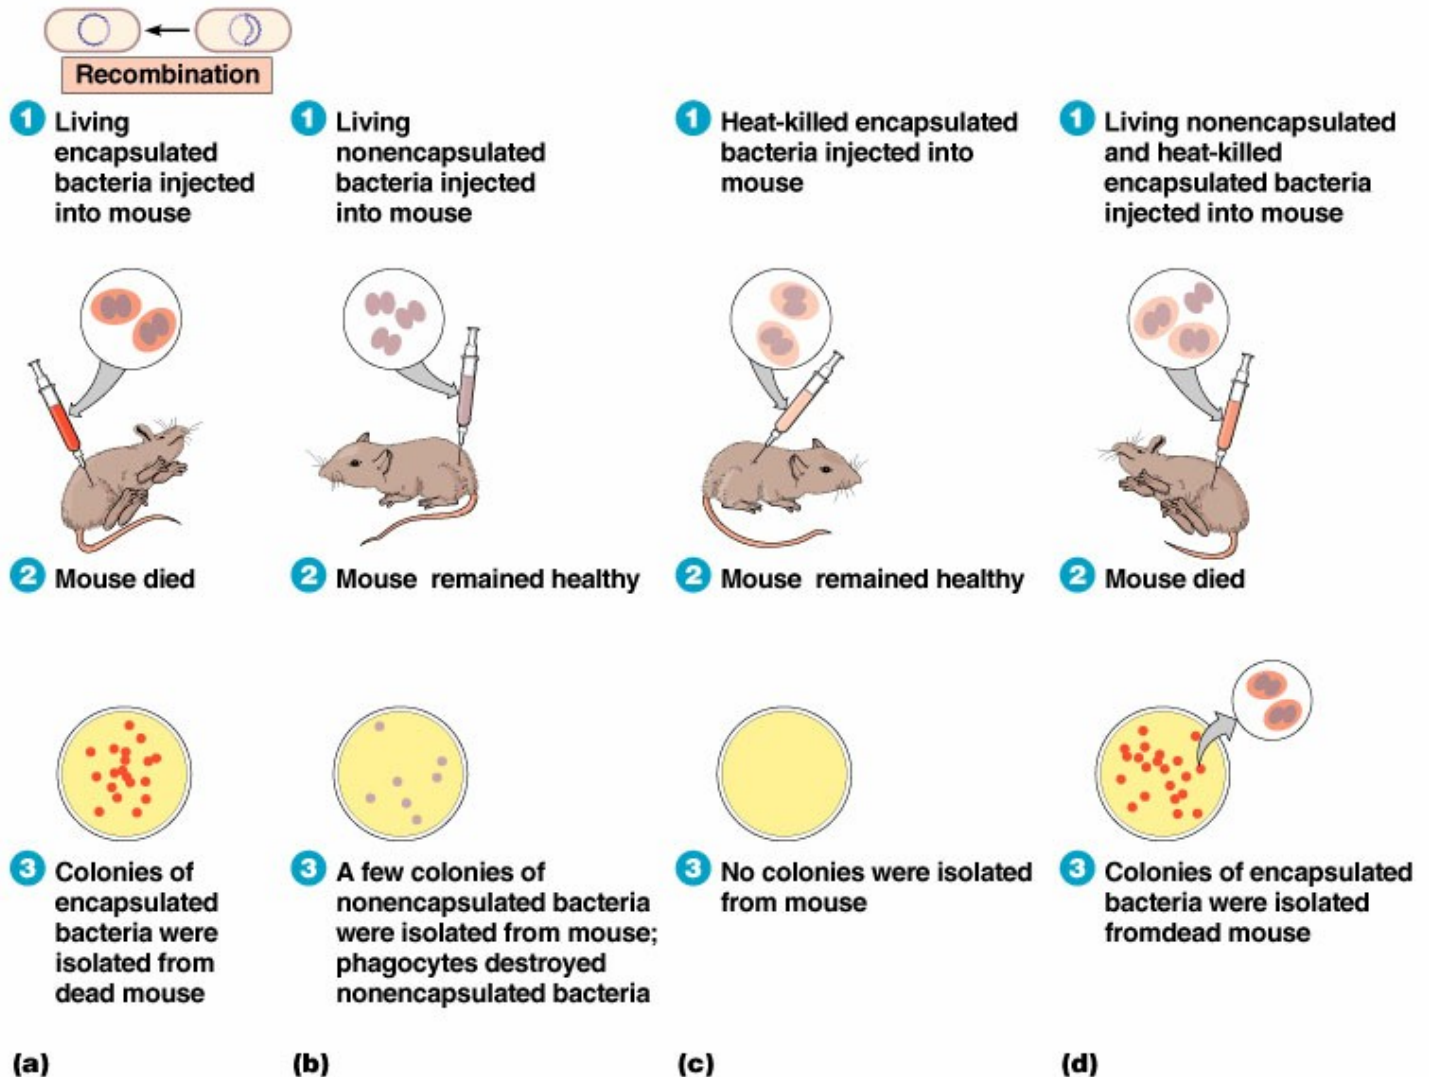 Recombination
1 Living
encapsulated
bacteria injected
into mouse
2 Mouse died
3 Colonies of
encapsulated
bacteria were
isolated from
dead mouse
(a)
1 Living
nonencapsulated
bacteria injected
into mouse
2 Mouse remained healthy
3 A few colonies of
nonencapsulated bacteria
were isolated from mouse;
phagocytes destroyed
nonencapsulated bacteria
(b)
1 Heat-killed encapsulated
bacteria injected into
mouse
2 Mouse remained healthy
3 No colonies were isolated
from mouse
(c)
1 Living nonencapsulated
and heat-killed
encapsulated bacteria
injected into mouse
2 Mouse died
3 Colonies of encapsulated
bacteria were isolated
fromdead mouse
(d)